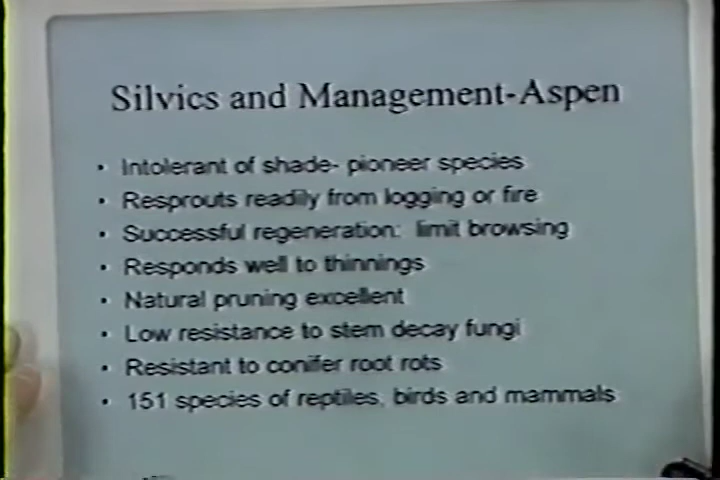 Silvics and Management-Aspen
• Intolerant of shade- pioneer species
• Resprouts readily from logging or fire
• Successful regeneration: limit browsing
• Responds well to thinnings
• Natural pruning excellent
• Low resistance to stem decay fungi
• Resistant to conifer root rots
• 151 species of reptiles, birds and mammals